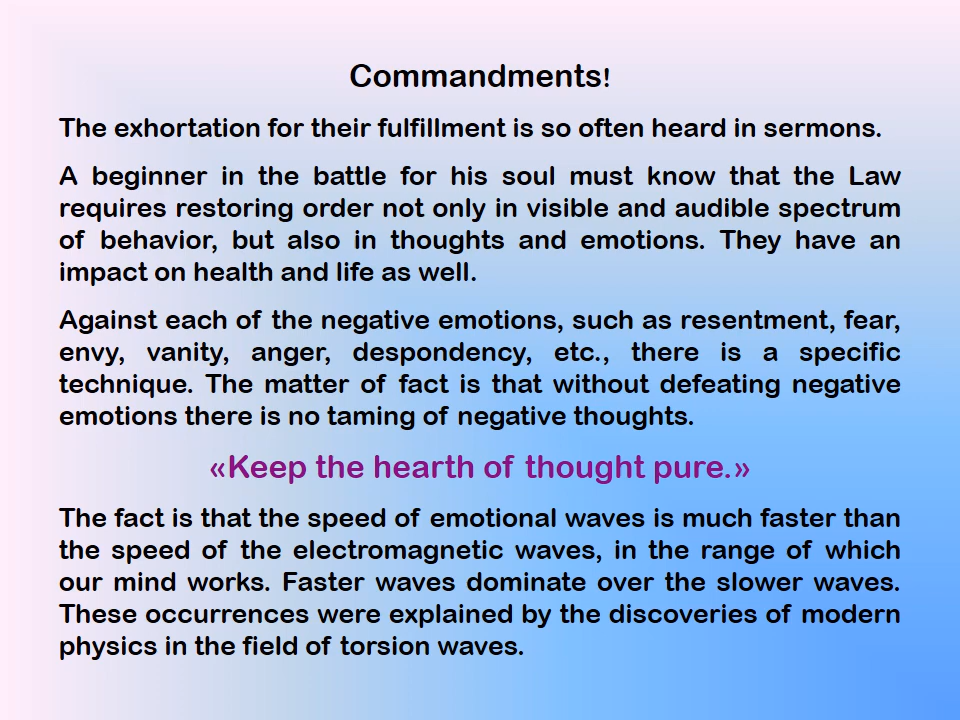 Commandments!
The exhortation for their fulfillment is so often heard in sermons.
A beginner in the battle for his soul must know that the Law
requires restoring order not only in visible and audible spectrum
of behavior, but also in thoughts and emotions. They have an
impact on health and life as well.
Against each of the negative emotions, such as resentment, fear,
envy, vanity, anger, despondency, etc., there is a specific
technique. The matter of fact is that without defeating negative
emotions there is no taming of negative thoughts.
«Keep the hearth of thought pure.»
The fact is that the speed of emotional waves is much faster than
the speed of the electromagnetic waves, in the range of which
our mind works. Faster waves dominate over the slower waves.
These occurrences were explained by the discoveries of modern
physics in the field of torsion waves.